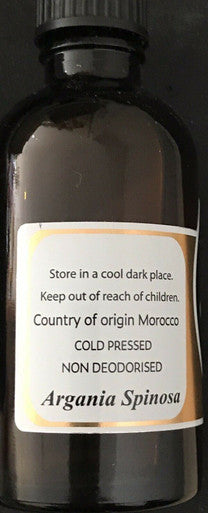 Store in a cool dark place.
Keep out of reach of children.
Country of origin Morocco
COLD PRESSED
NON DEODORISED
Argania Spinosa